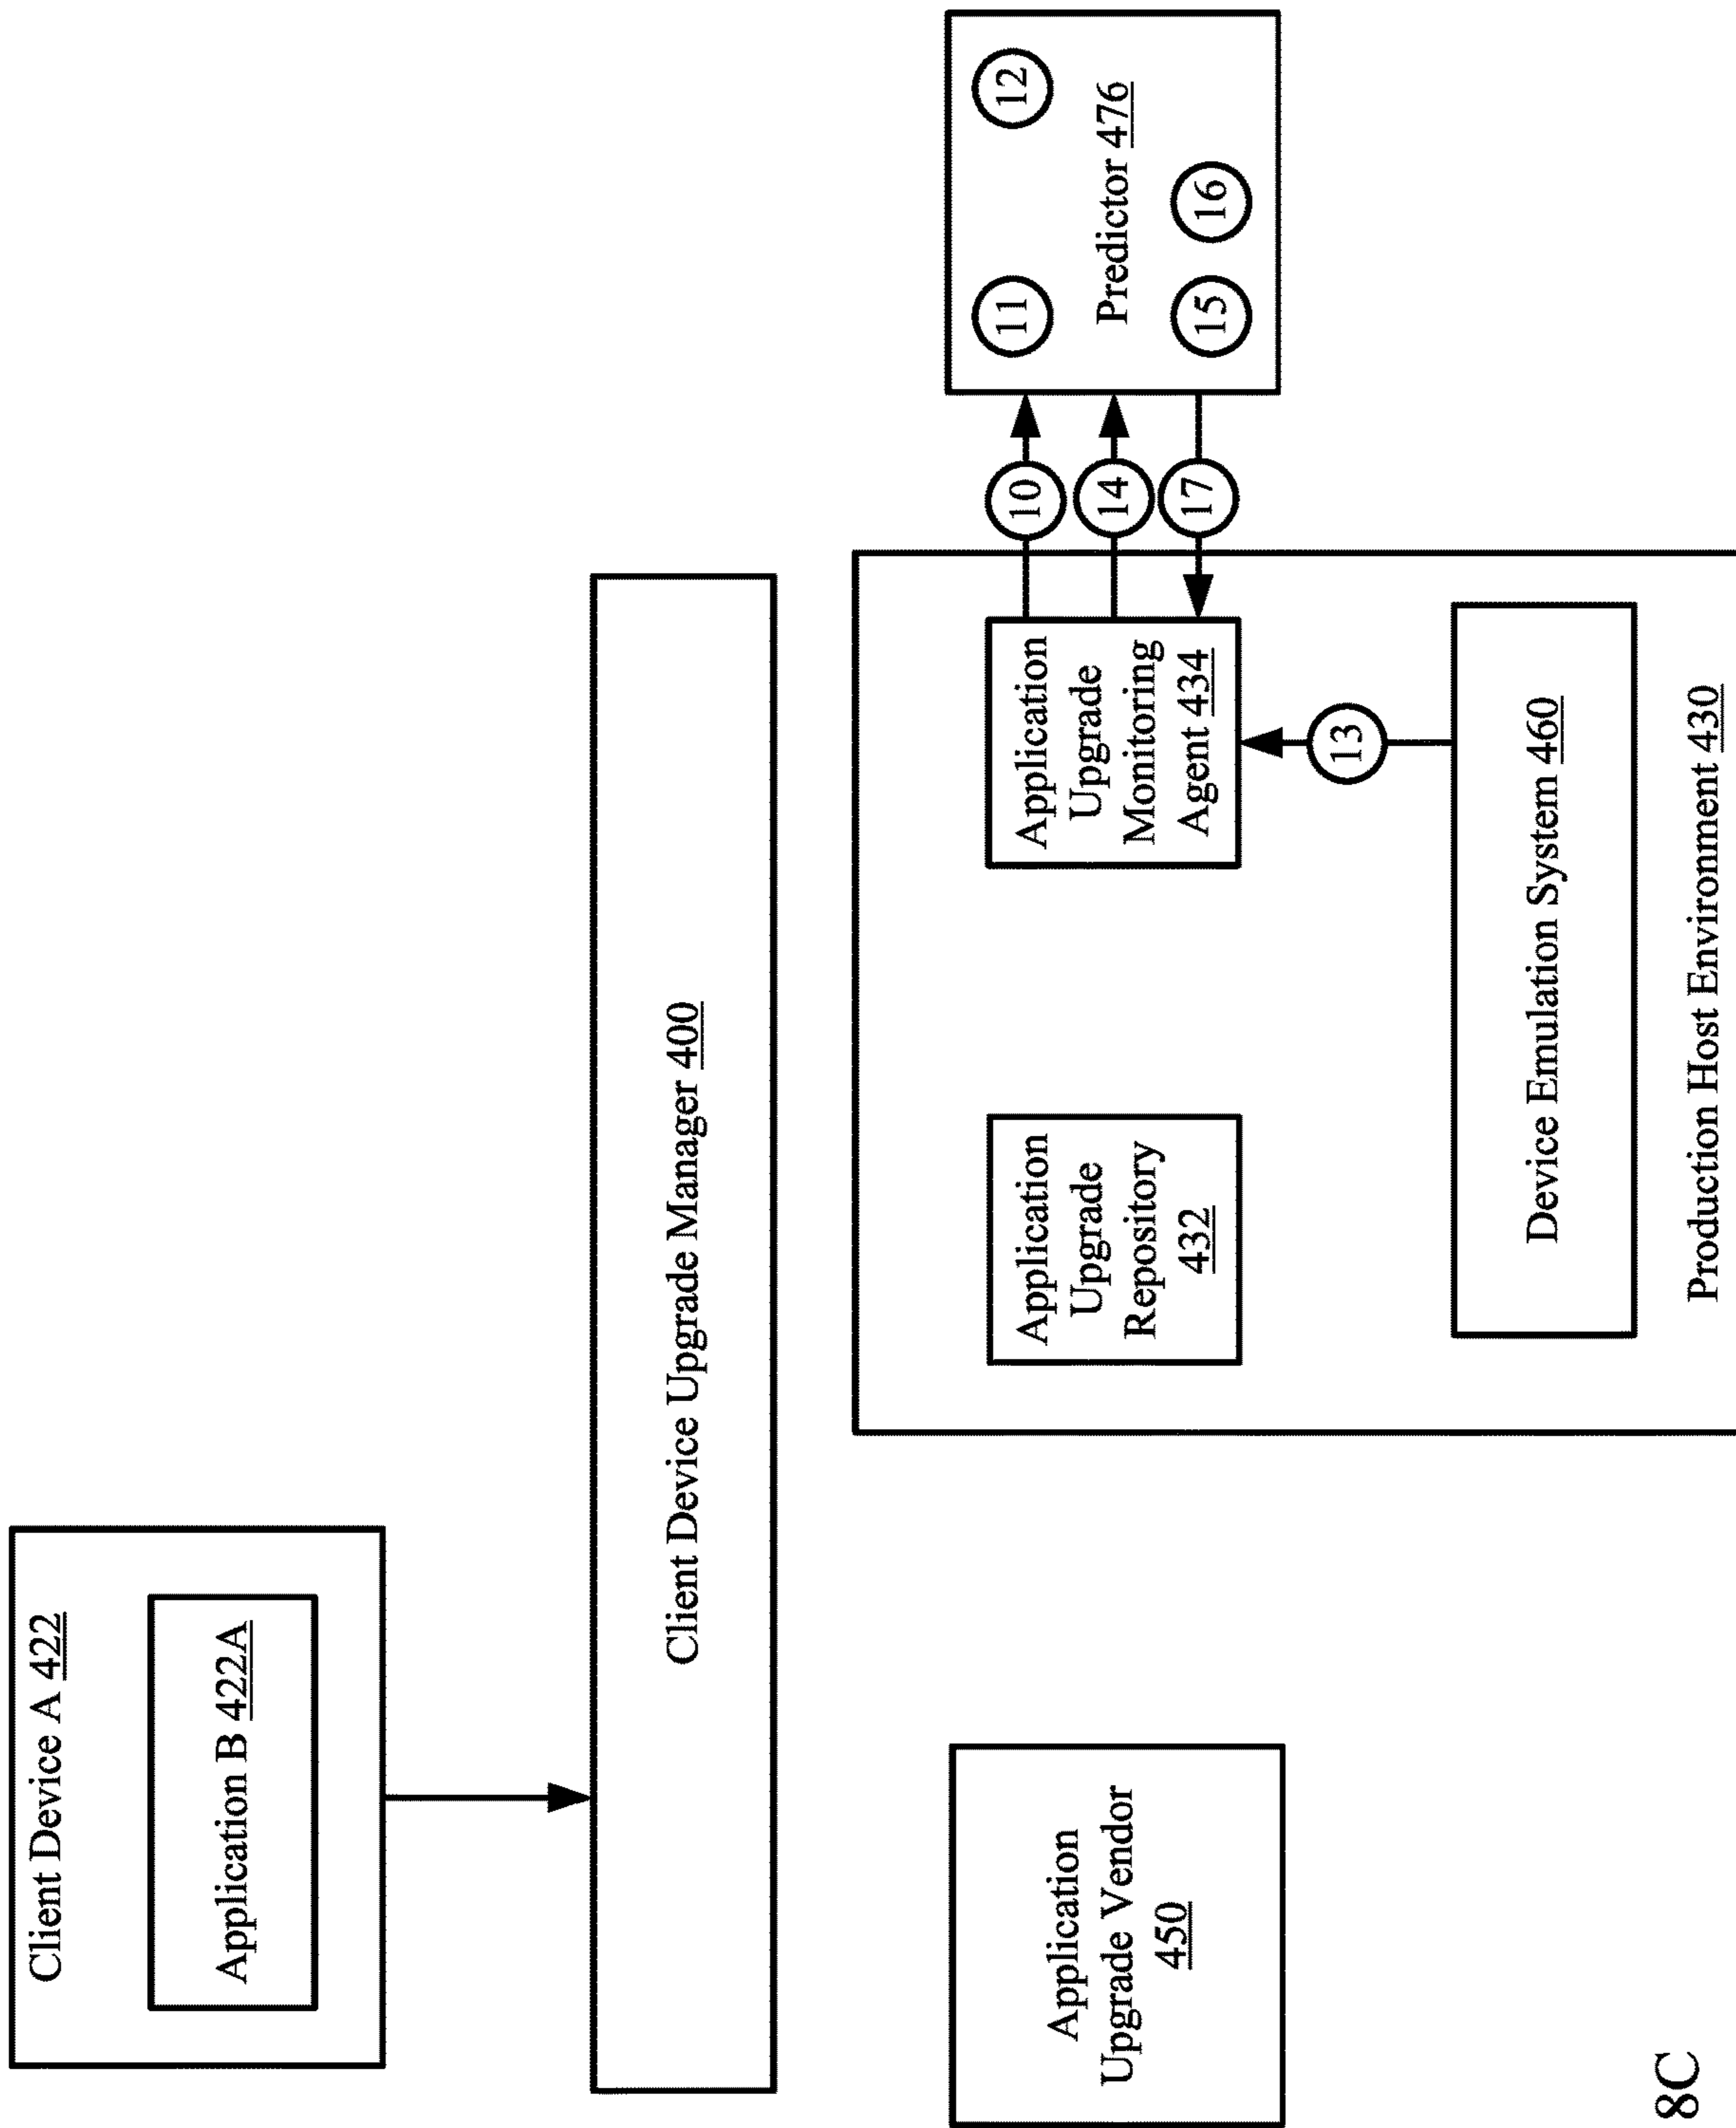 Client Device A 422
Application B 422A
Client Device Upgrade Manager 400
Application
Upgrade Vendor
450
Application
Upgrade
Repository
432
Application
Upgrade
Monitoring
Agent 434
10
14
17
11
12
Predictor 476
15
16
13
Device Emulation System 460
Production Host Environment 430
8C